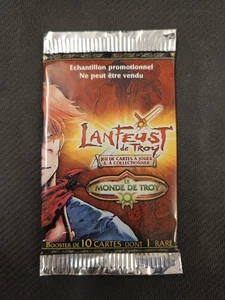 Echantillon promotionnel
Ne peut être vendu
LANFEUST
de TROY
JEU DE CARTES À JOUER
& À COLLECTIONNER
LE
MONDE DE TROY
BOOSTER DE 10 CARTES DONT 1 RARE